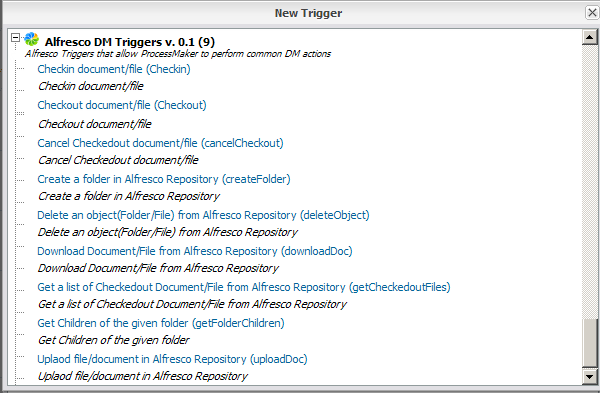 New Trigger
Alfresco DM Triggers v. 0.1 (9)
Alfresco Triggers that allow ProcessMaker to perform common DM actions
Checkin document/file (Checkin)
Checkin document/file
Checkout document/file (Checkout)
Checkout document/file
Cancel Checkedout document/file (cancelCheckout)
Cancel Checkedout document/file
Create a folder in Alfresco Repository (createFolder)
Create a folder in Alfresco Repository
Delete an object(Folder/File) from Alfresco Repository (deleteObject)
Delete an object(Folder/File) from Alfresco Repository
Download Document/File from Alfresco Repository (downloadDoc)
Download Document/File from Alfresco Repository
Get a list of Checkedout Document/File from Alfresco Repository (getCheckedoutFiles)
Get a list of Checkedout Document/File from Alfresco Repository
Get Children of the given folder (getFolderChildren)
Get Children of the given folder
Uplaod file/document in Alfresco Repository (uploadDoc)
Uplaod file/document in Alfresco Repository